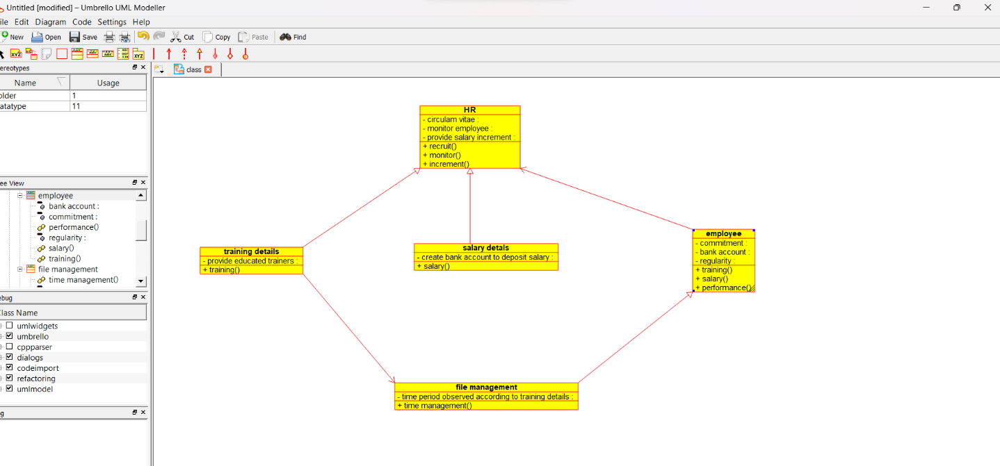 Untitled [modified] – Umbrello UML Modeller
ile Edit Diagram Code Settings Help
New Open Save Cut Copy Paste Find
ereotypes
Name Usage
older 1
atatype 11
ee View
employee
bank account :
commitment :
performance()
regularity :
salary()
training()
file management
time management()
ebug
lass Name
umlwidgets
umbrello
cppparser
dialogs
codeimport
refactoring
umlmodel
g
class
HR
- circulam vitae :
- monitor employee :
- provide salary increment :
+ recruit()
+ monitor()
+ increment()
training details
- provide educated trainers :
+ training()
salary detals
- create bank account to deposit salary :
+ salary()
employee
- commitment :
- bank account :
- regularity :
+ training()
+ salary()
+ performance()
file management
- time period observed according to training details :
+ time management()